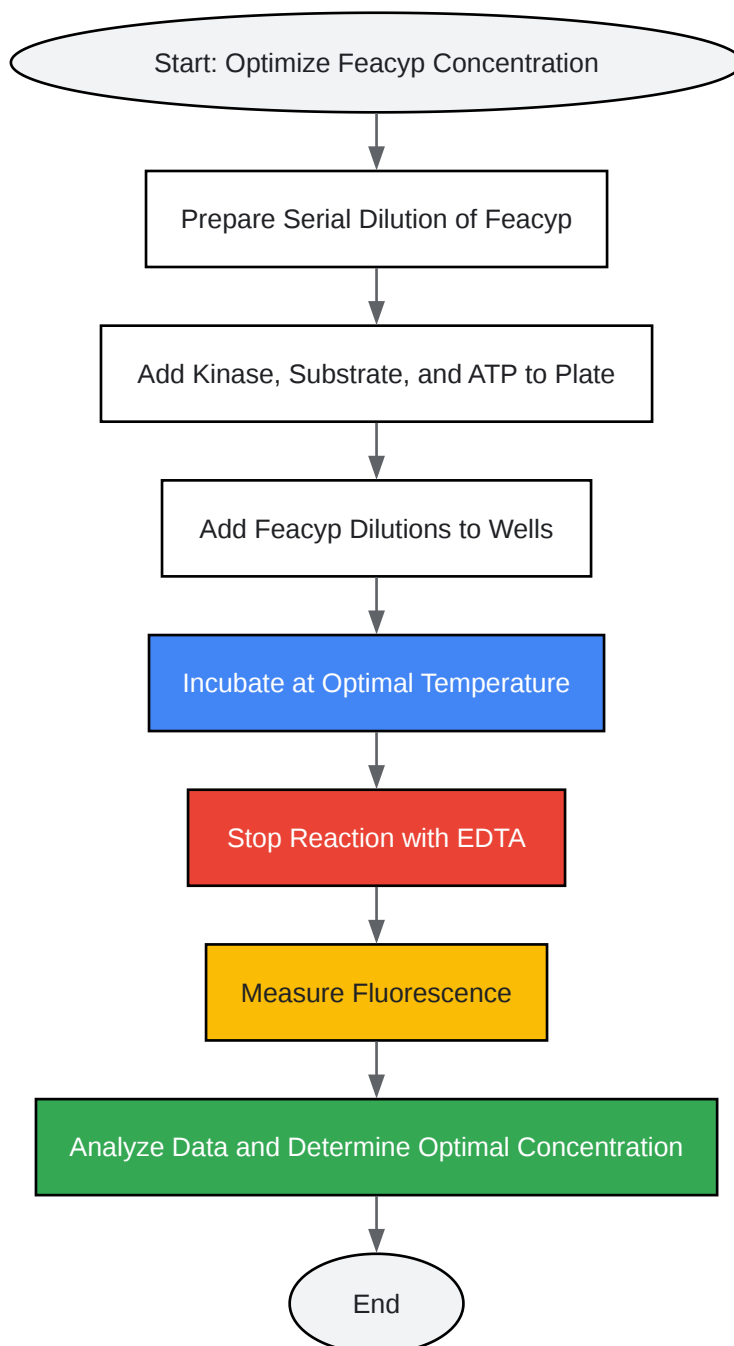 Start: Optimize Feacyp Concentration
Prepare Serial Dilution of Feacyp
Add Kinase, Substrate, and ATP to Plate
Add Feacyp Dilutions to Wells
Incubate at Optimal Temperature
Stop Reaction with EDTA
Measure Fluorescence
Analyze Data and Determine Optimal Concentration
End